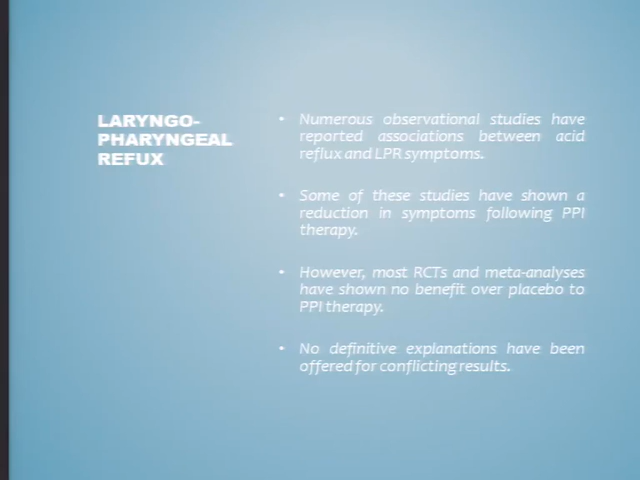 LARYNGO-
PHARYNGEAL
REFUX
• Numerous observational studies have
reported associations between acid
reflux and LPR symptoms.
• Some of these studies have shown a
reduction in symptoms following PPI
therapy.
• However, most RCTs and meta-analyses
have shown no benefit over placebo to
PPI therapy.
• No definitive explanations have been
offered for conflicting results.